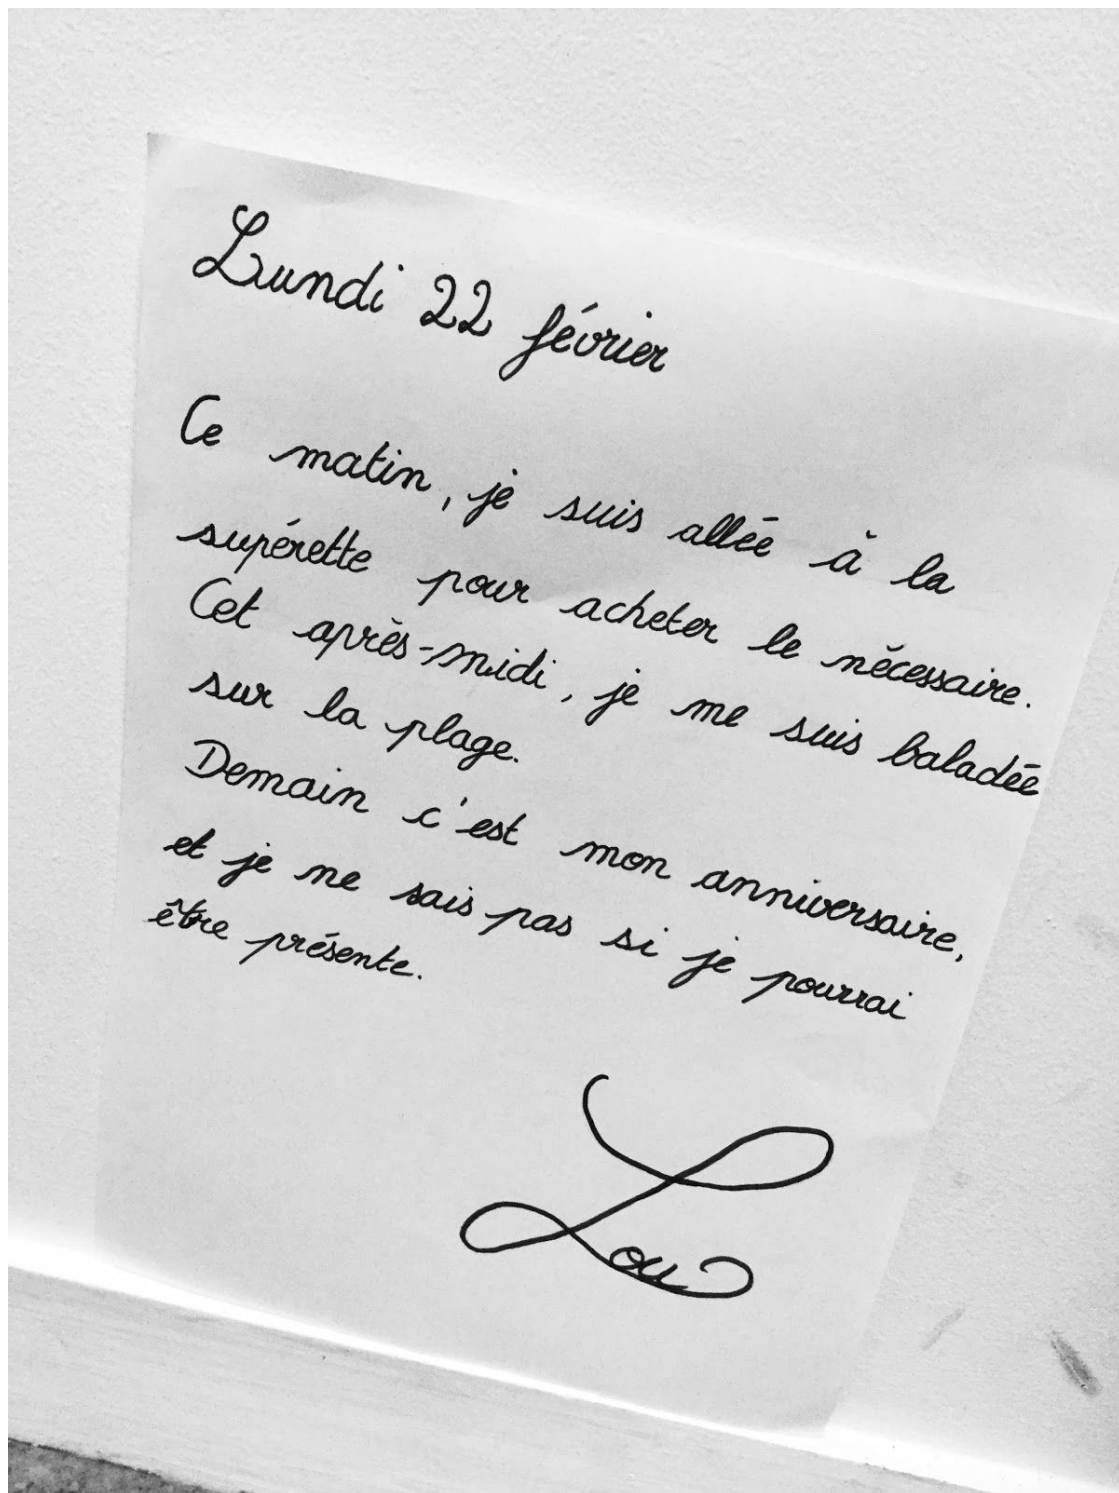 Lundi 22 février
Ce matin, je suis allée à la
supérette pour acheter le nécessaire.
Cet après-midi, je me suis baladée
sur la plage.
Demain c'est mon anniversaire,
et je ne sais pas si je pourrai
être présente.
Lou